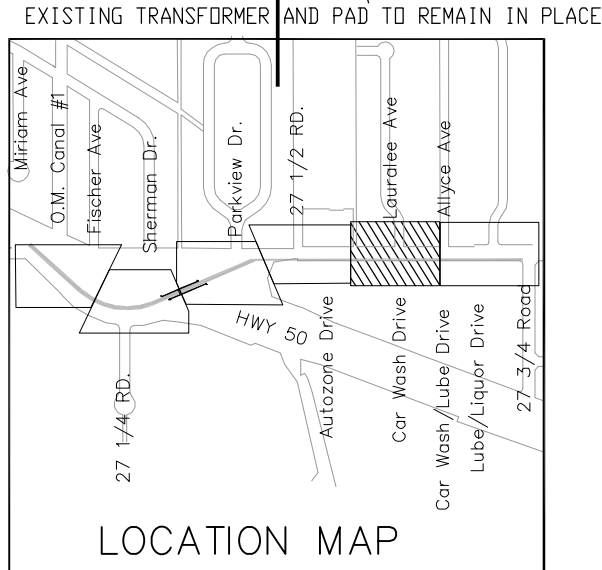 EXISTING TRANSFORMER AND PAD TO REMAIN IN PLACE
Miriam Ave
O.M. Canal #1
Fischer Ave
Sherman Dr.
Parkview Dr.
27 1/2 RD.
Lauralee Ave
Allyce Ave
HWY 50
27 1/4 RD.
Autozone Drive
Car Wash Drive
Car Wash/Lube Drive
Lube/Liquor Drive
27 3/4 Road
LOCATION MAP